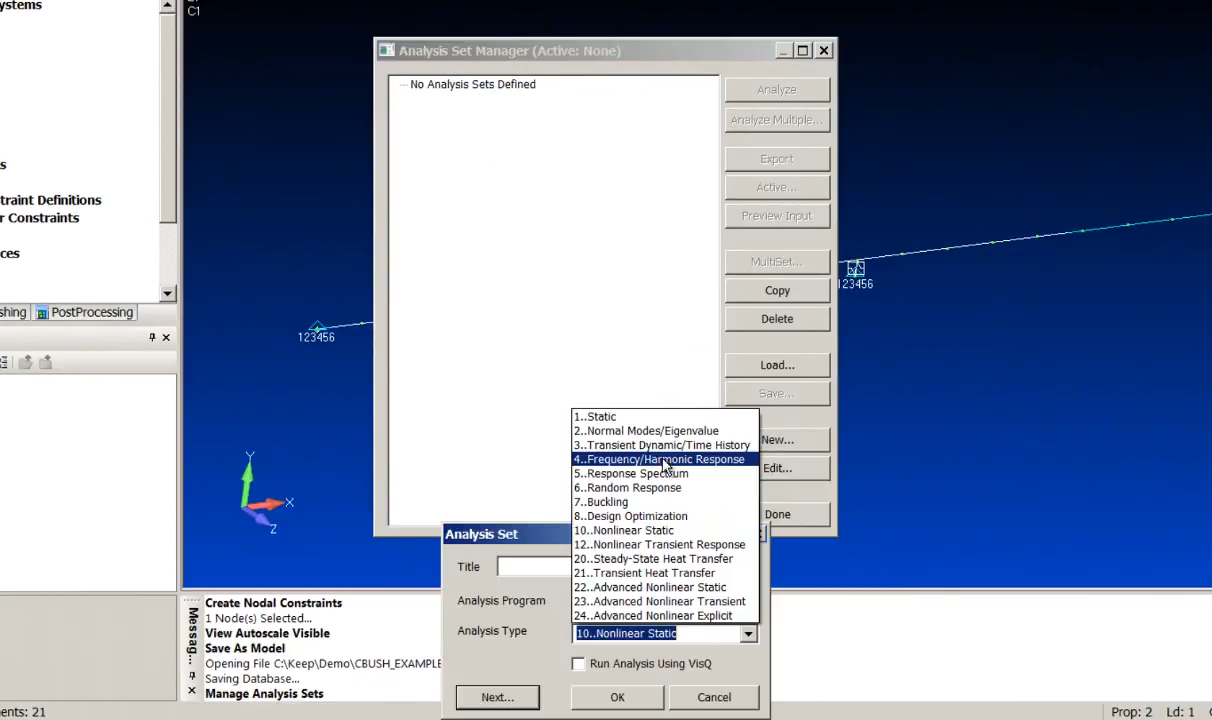 ystems
C1
s
traint Definitions
r Constraints
ces
shing
PostProcessing
Analysis Set Manager (Active: None)
No Analysis Sets Defined
Analyze
Analyze Multiple...
Export
Active...
Preview Input
MultiSet...
Copy
Delete
Load...
Save...
New...
Edit...
Done
123456
123456
Y
X
Z
1..Static
2..Normal Modes/Eigenvalue
3..Transient Dynamic/Time History
4..Frequency/Harmonic Response
5..Response Spectrum
6..Random Response
7..Buckling
8..Design Optimization
10..Nonlinear Static
12..Nonlinear Transient Response
20..Steady-State Heat Transfer
21..Transient Heat Transfer
22..Advanced Nonlinear Static
23..Advanced Nonlinear Transient
24..Advanced Nonlinear Explicit
Analysis Set
Title
Analysis Program
Analysis Type
10..Nonlinear Static
Run Analysis Using VisQ
Next...
OK
Cancel
Messag...
Create Nodal Constraints
1 Node(s) Selected...
View Autoscale Visible
Save As Model
Opening File C:\Keep\Demo\CBUSH_EXAMPLE
Saving Database...
Manage Analysis Sets
ments: 21
Prop: 2
Ld: 1